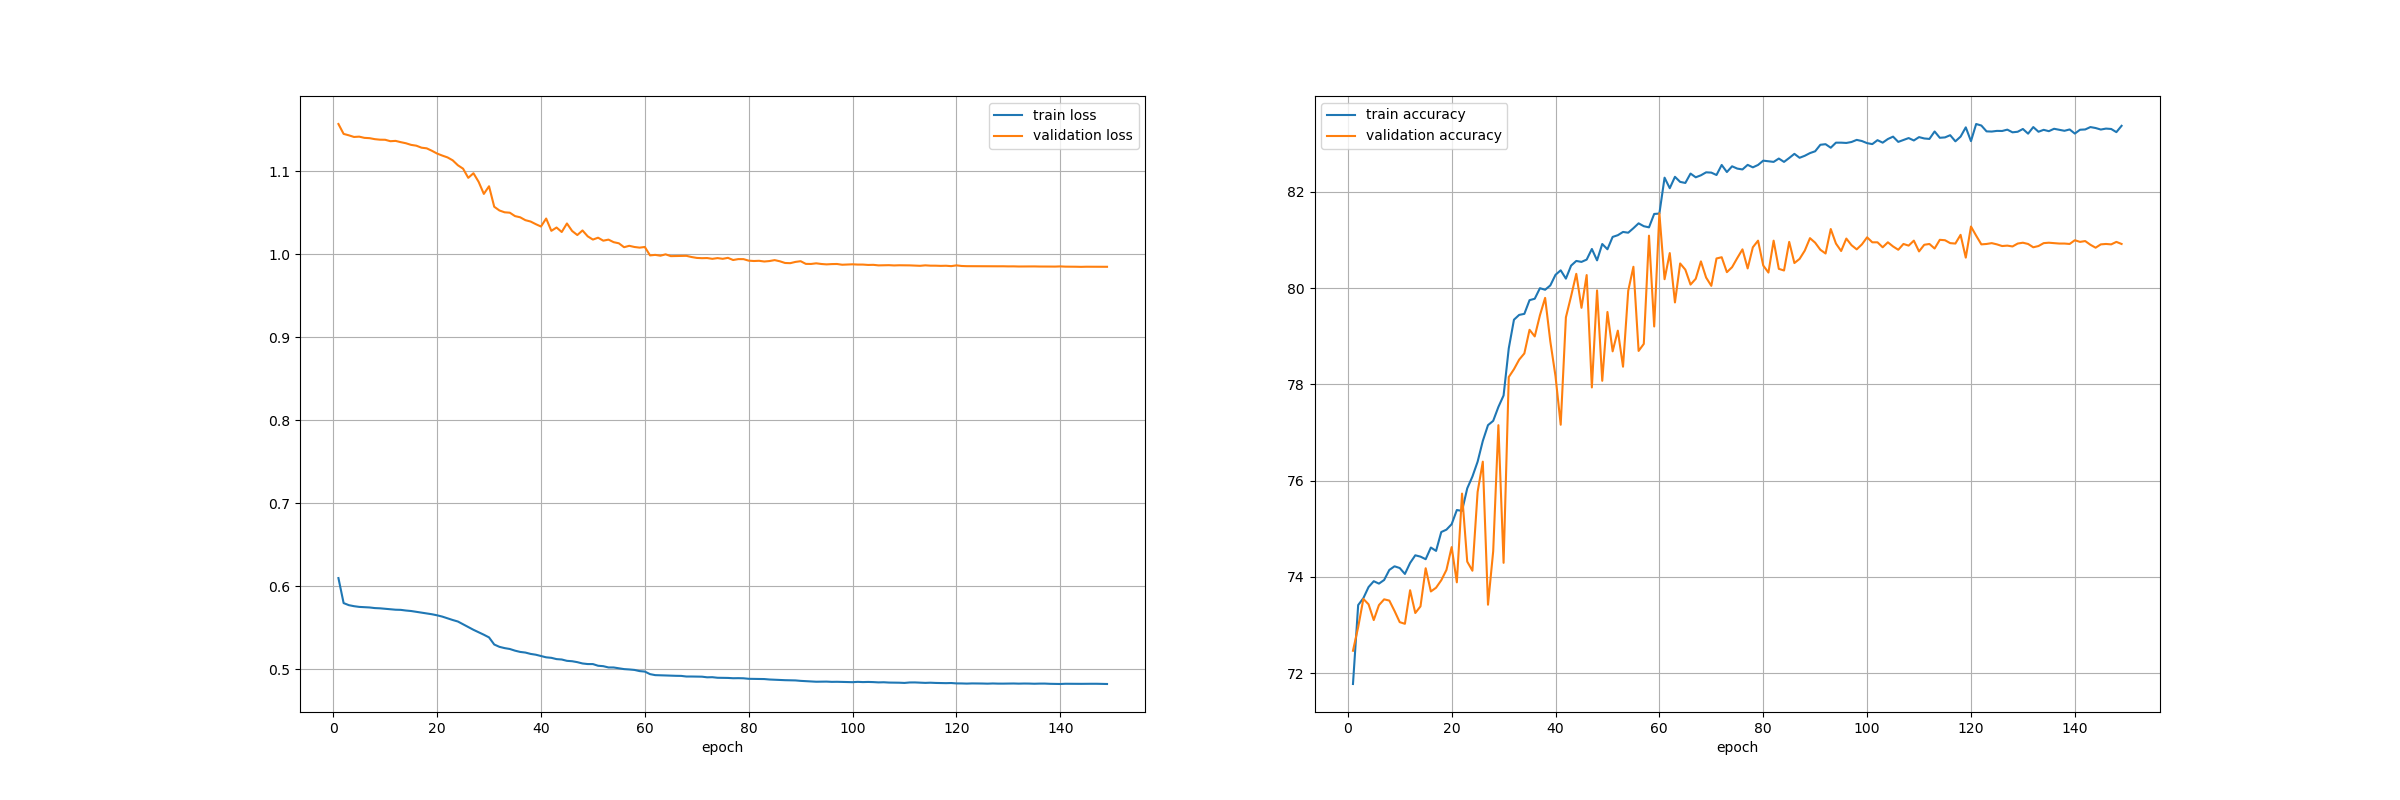 train loss
validation loss
1.1
1.0
0.9
0.8
0.7
0.6
0.5
0 20 40 60 80 100 120 140
epoch
train accuracy
validation accuracy
82
80
78
76
74
72
0 20 40 60 80 100 120 140
epoch